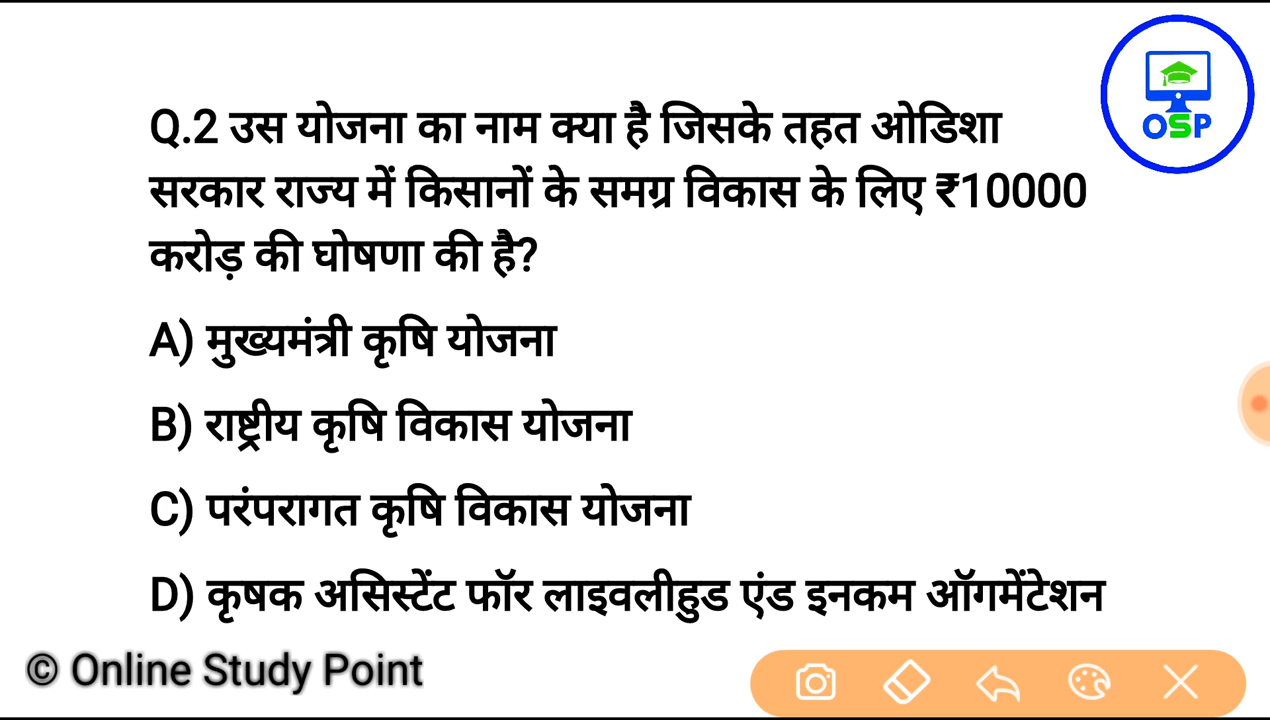 OSP
Q.2 उस योजना का नाम क्या है जिसके तहत ओडिशा
सरकार राज्य में किसानों के समग्र विकास के लिए ₹10000
करोड़ की घोषणा की है?
A) मुख्यमंत्री कृषि योजना
B) राष्ट्रीय कृषि विकास योजना
C) परंपरागत कृषि विकास योजना
D) कृषक असिस्टेंट फॉर लाइवलीहुड एंड इनकम ऑगमेंटेशन
© Online Study Point